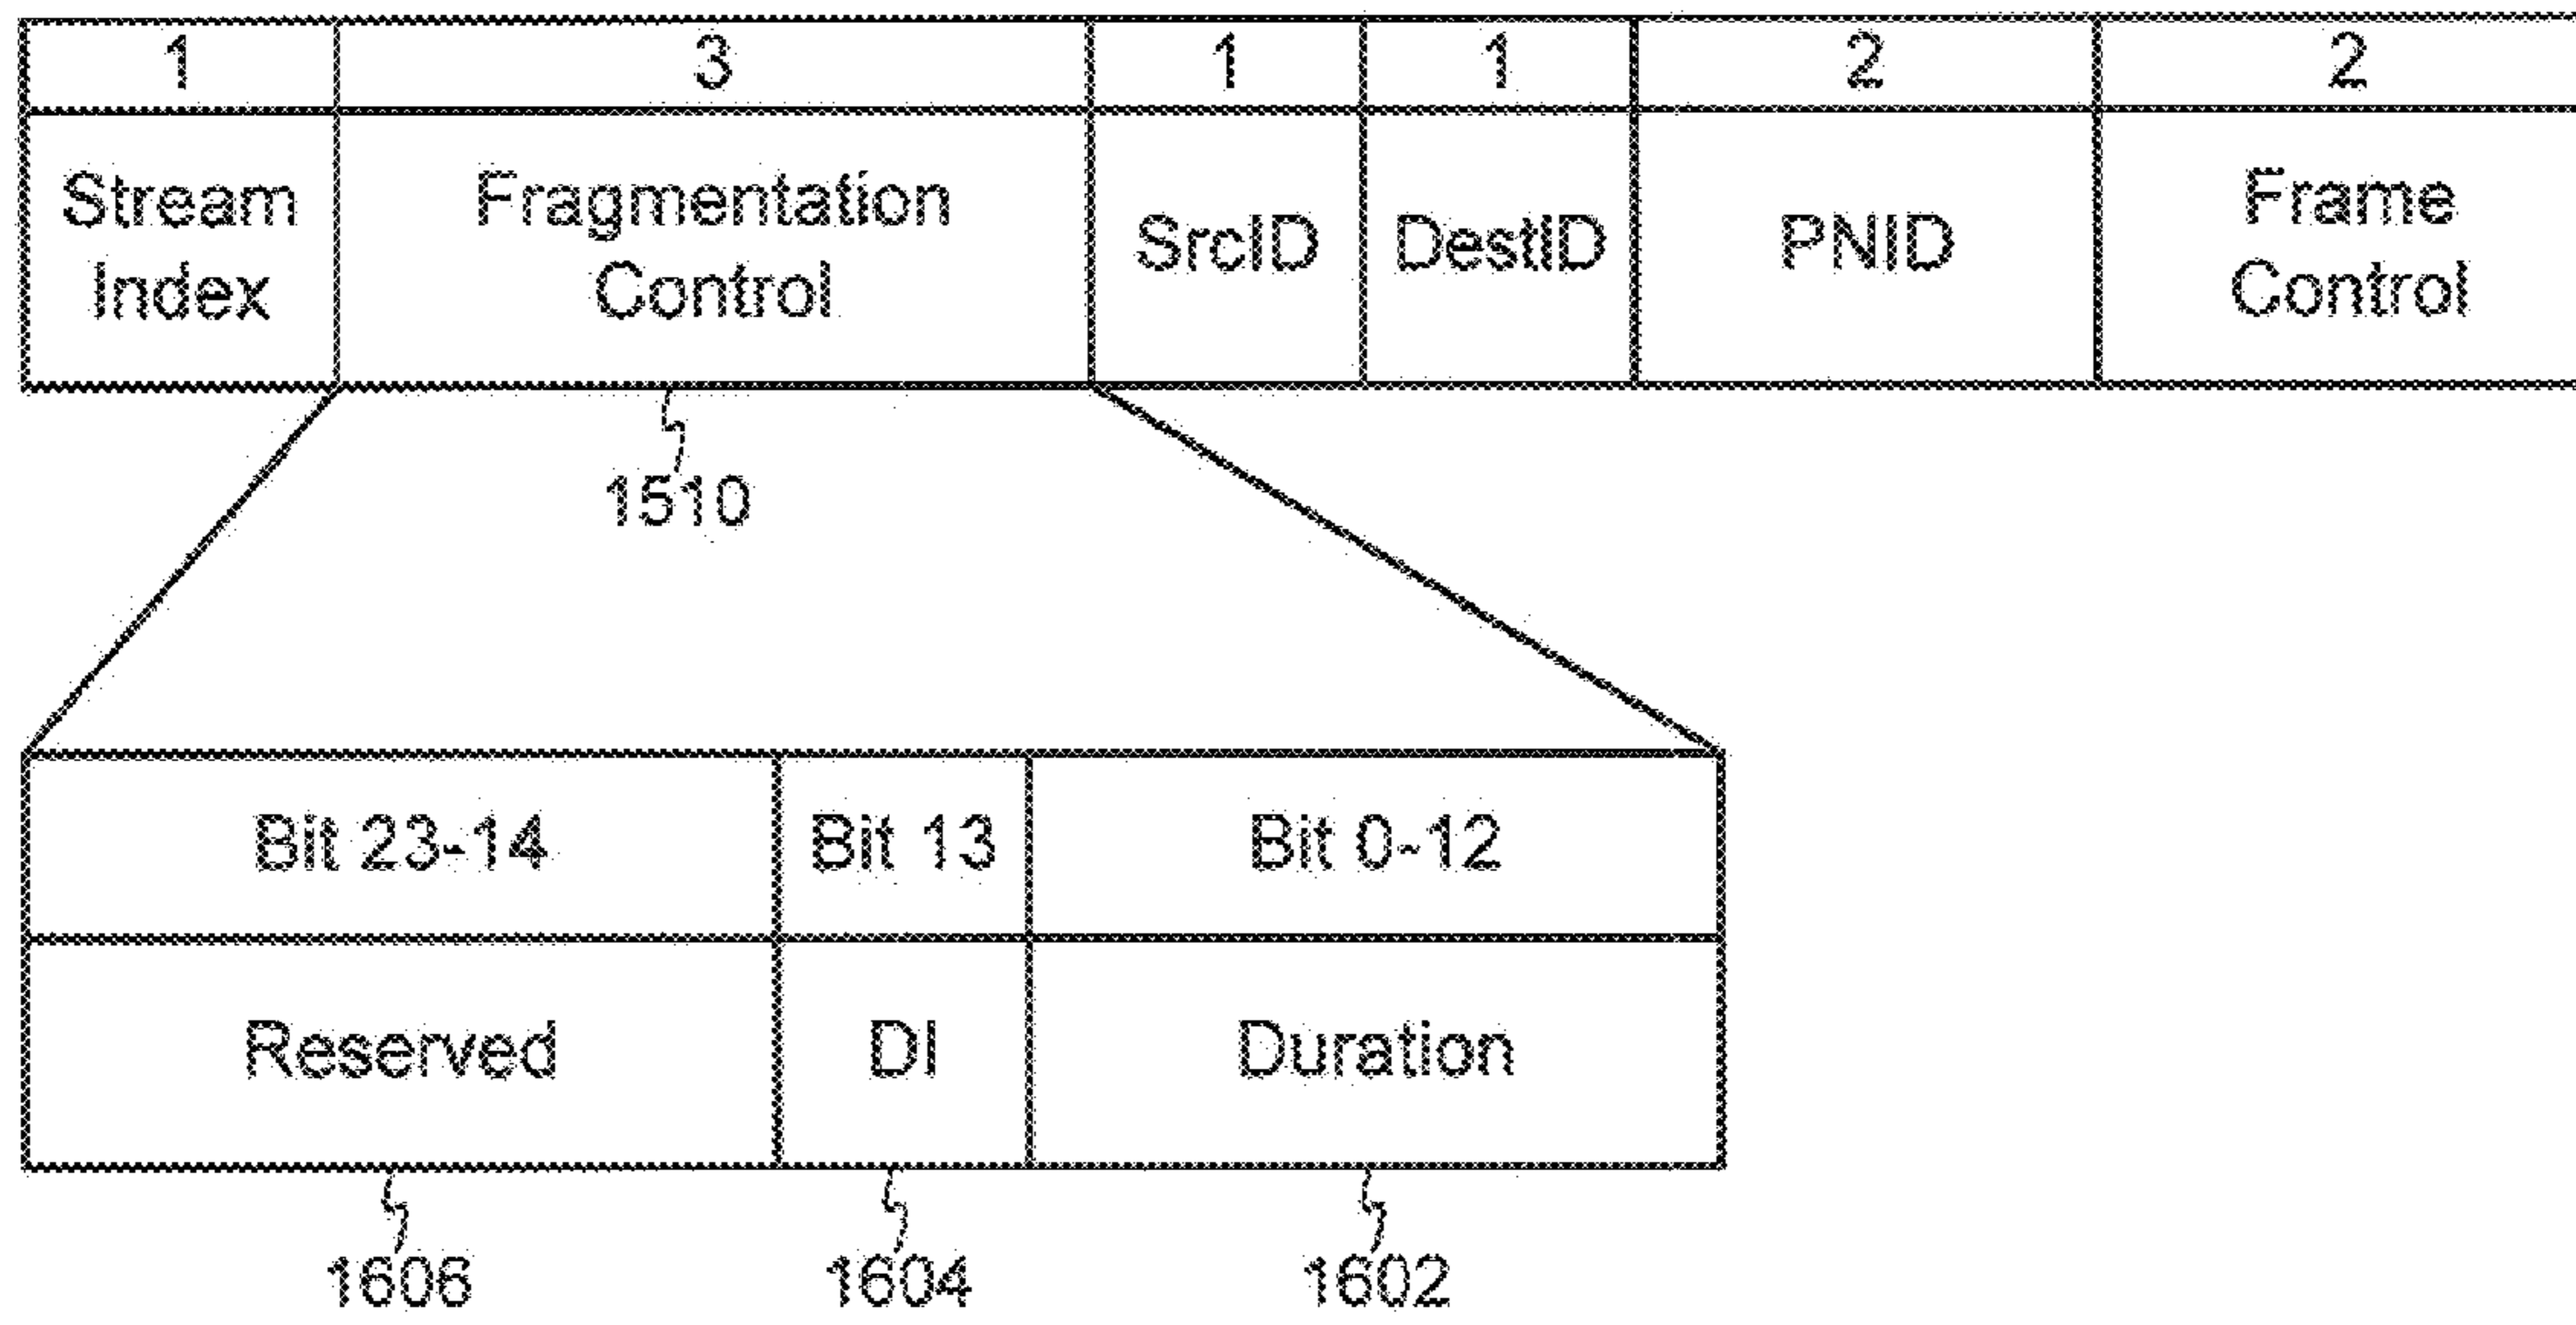 1 3 1 1 2 2
Stream Index Fragmentation Control SrcID DestID PNID Frame Control
1510
Bit 23-14 Bit 13 Bit 0-12
Reserved DI Duration
1606 1604 1602